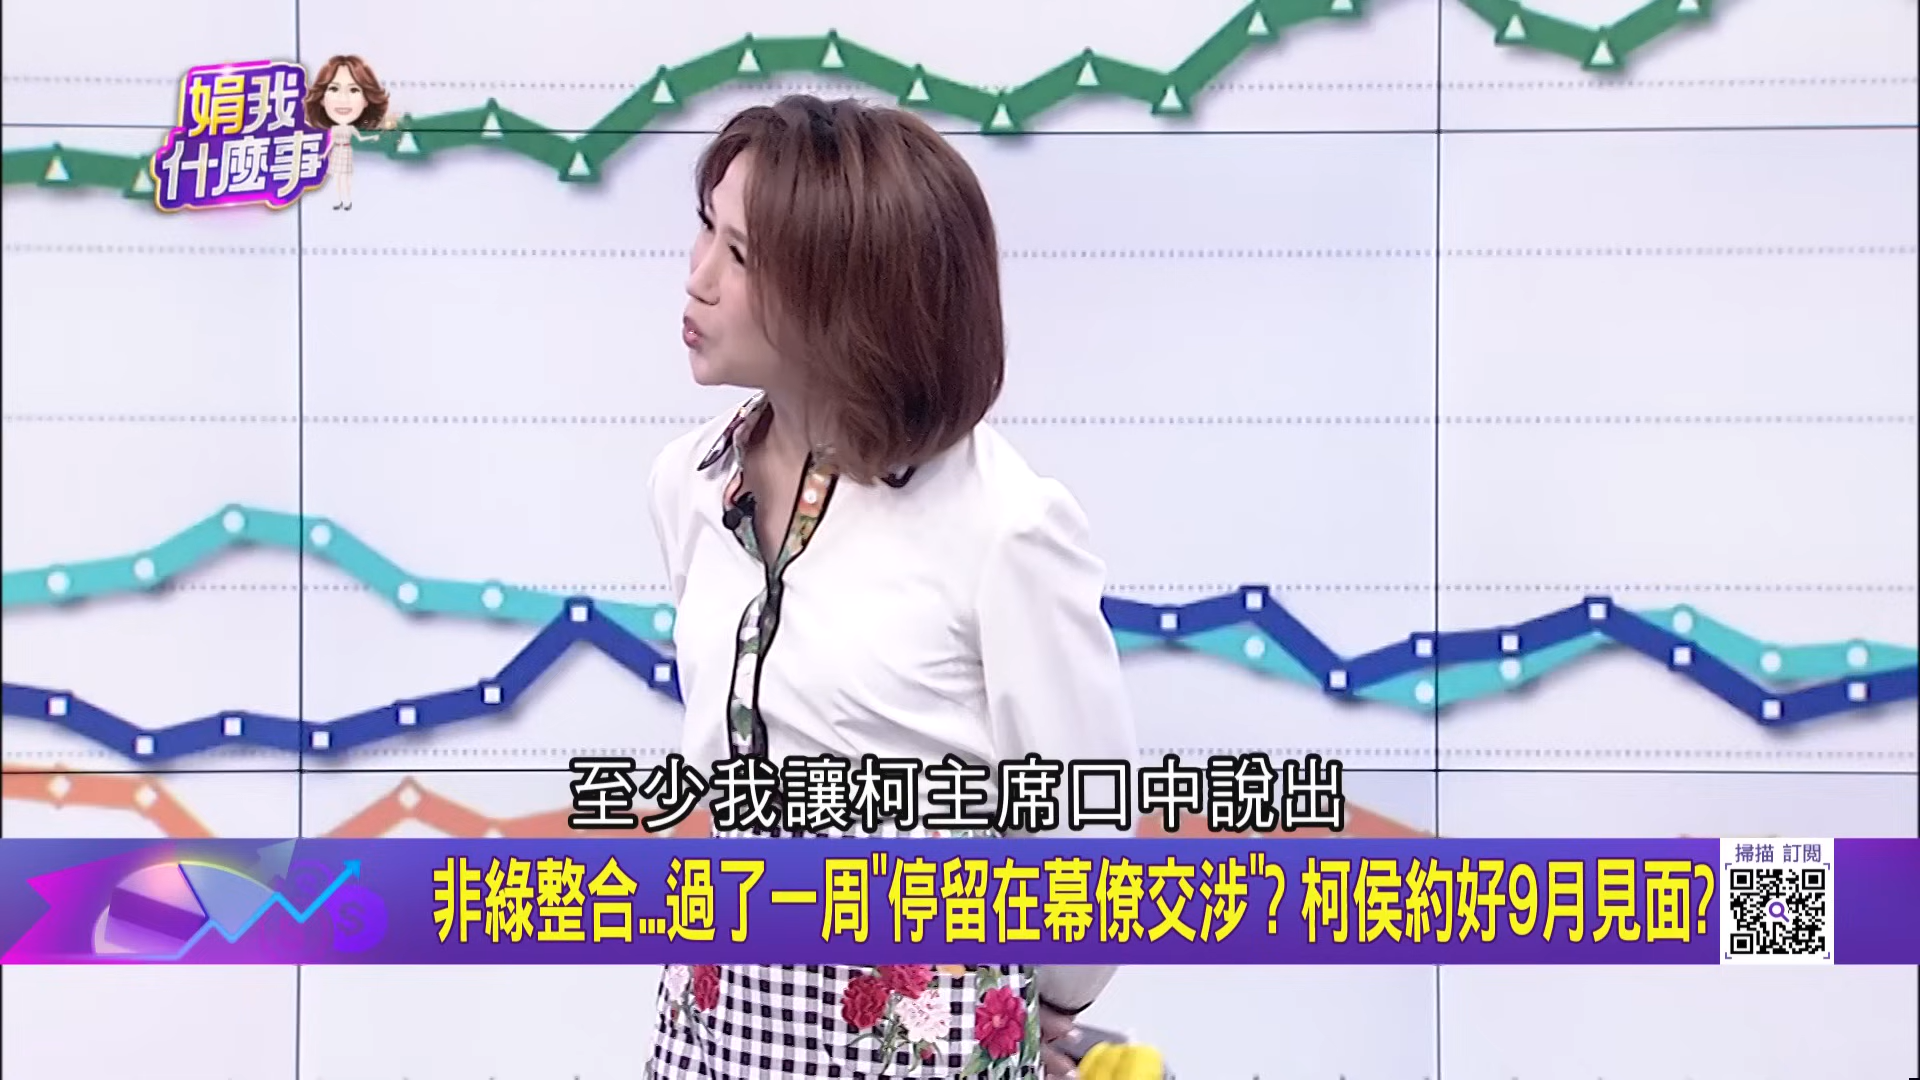 娟我
什麼事
至少我讓柯主席口中說出
非綠整合...過了一周"停留在幕僚交涉"? 柯侯約好9月見面?
掃描 訂閱